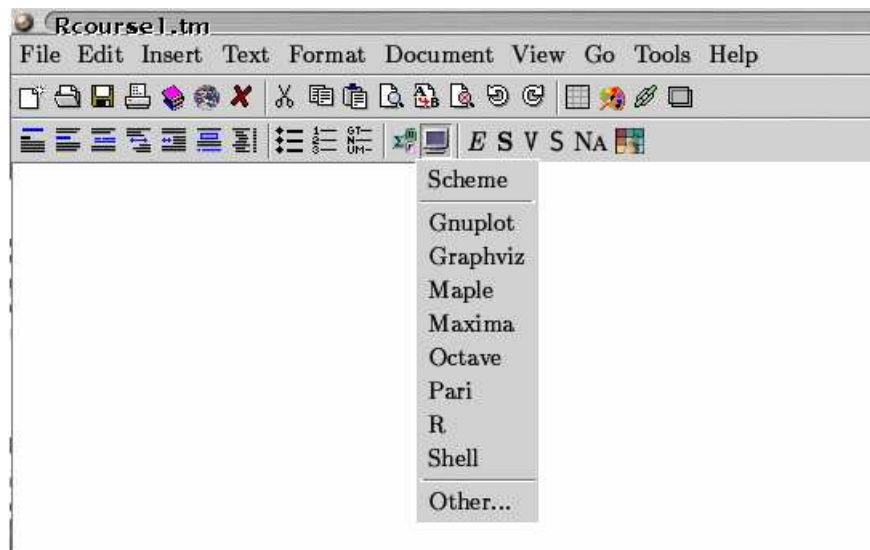 Rcourse1.tm
File Edit Insert Text Format Document View Go Tools Help
E S V S NA
Scheme
Gnuplot
Graphviz
Maple
Maxima
Octave
Pari
R
Shell
Other...